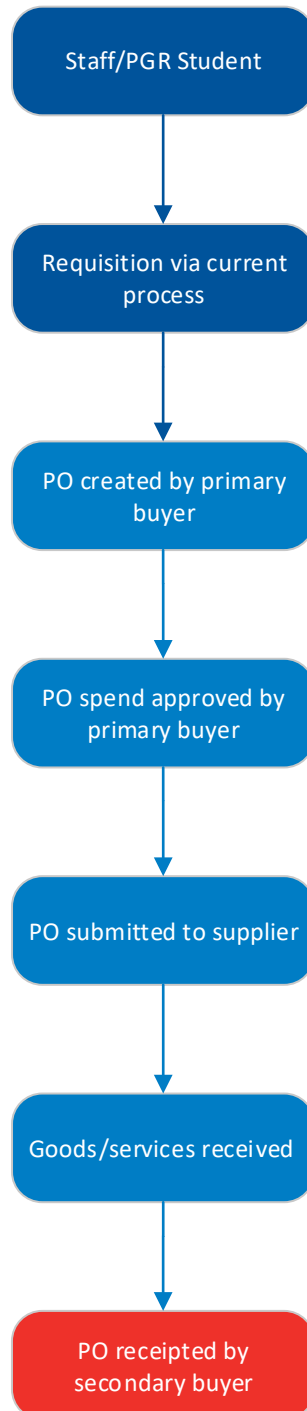 Staff/PGR Student
Requisition via current
process
PO created by primary
buyer
PO spend approved by
primary buyer
PO submitted to supplier
Goods/services received
PO receipted by
secondary buyer